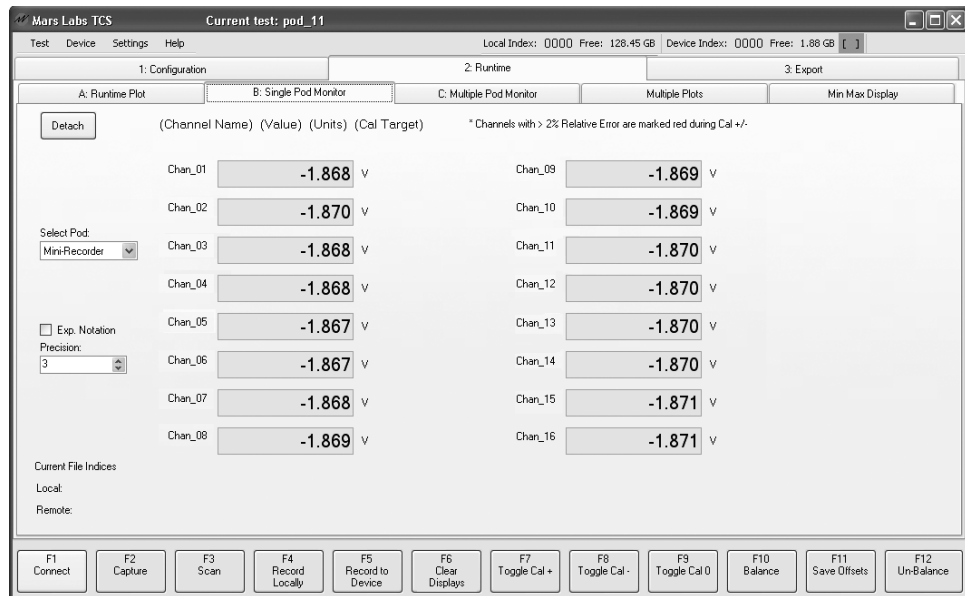 Mars Labs TCS Current test: pod_11
Test Device Settings Help Local Index: 0000 Free: 128.45 GB Device Index: 0000 Free: 1.88 GB [ ]
1: Configuration 2: Runtime 3: Export
A: Runtime Plot B: Single Pod Monitor C: Multiple Pod Monitor Multiple Plots Min Max Display
Detach (Channel Name) (Value) (Units) (Cal Target) * Channels with > 2% Relative Error are marked red during Cal +/-
Chan_01 -1.868 V Chan_09 -1.869 V
Chan_02 -1.870 V Chan_10 -1.869 V
Select Pod:
Mini-Recorder Chan_03 -1.868 V Chan_11 -1.870 V
Chan_04 -1.868 V Chan_12 -1.870 V
Exp. Notation Chan_05 -1.867 V Chan_13 -1.870 V
Precision:
3 Chan_06 -1.867 V Chan_14 -1.870 V
Chan_07 -1.868 V Chan_15 -1.871 V
Chan_08 -1.869 V Chan_16 -1.871 V
Current File Indices
Local:
Remote:
F1 F2 F3 F4 F5 F6 F7 F8 F9 F10 F11 F12
Connect Capture Scan Record Record to Clear Toggle Cal + Toggle Cal - Toggle Cal 0 Balance Save Offsets Un-Balance
Locally Device Displays